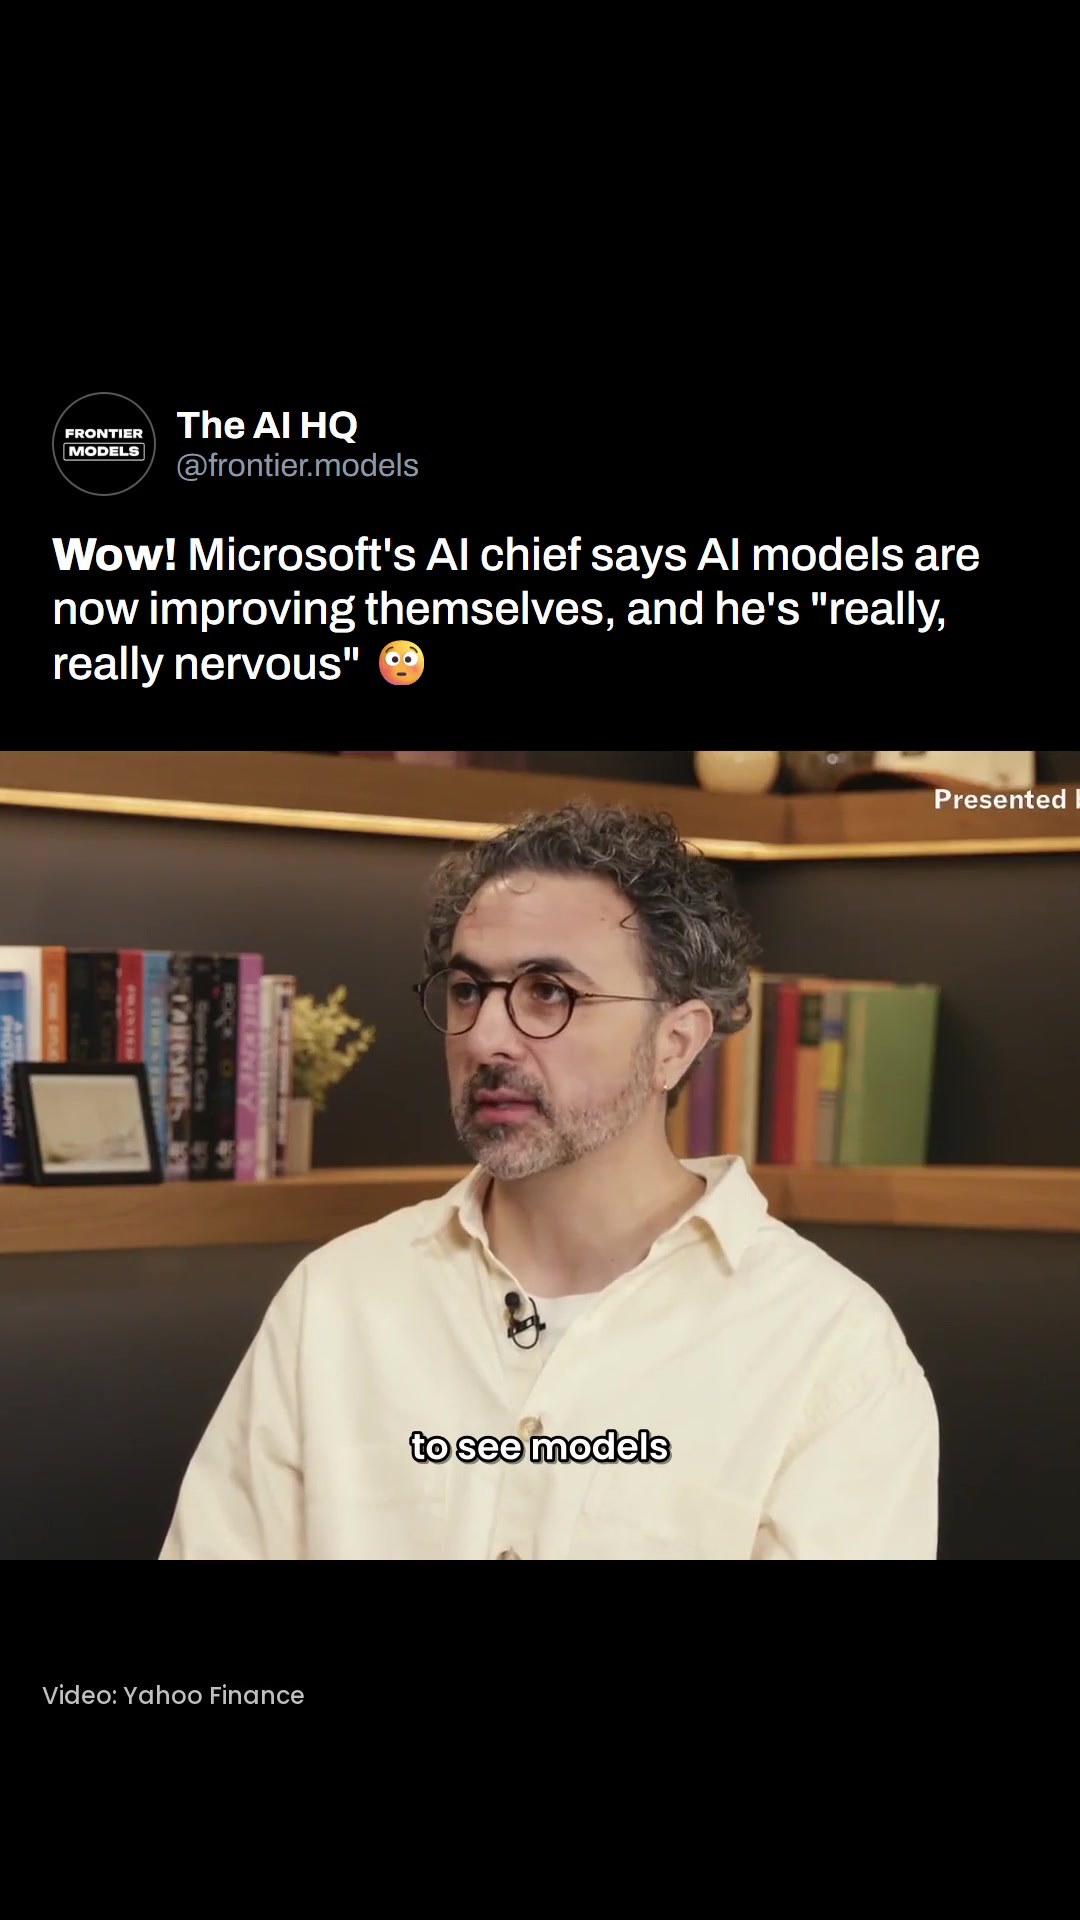 FRONTIER
MODELS
The AI HQ
@frontier.models
Wow! Microsoft's AI chief says AI models are
now improving themselves, and he's "really,
really nervous" 😳
Presented
to see models
Video: Yahoo Finance